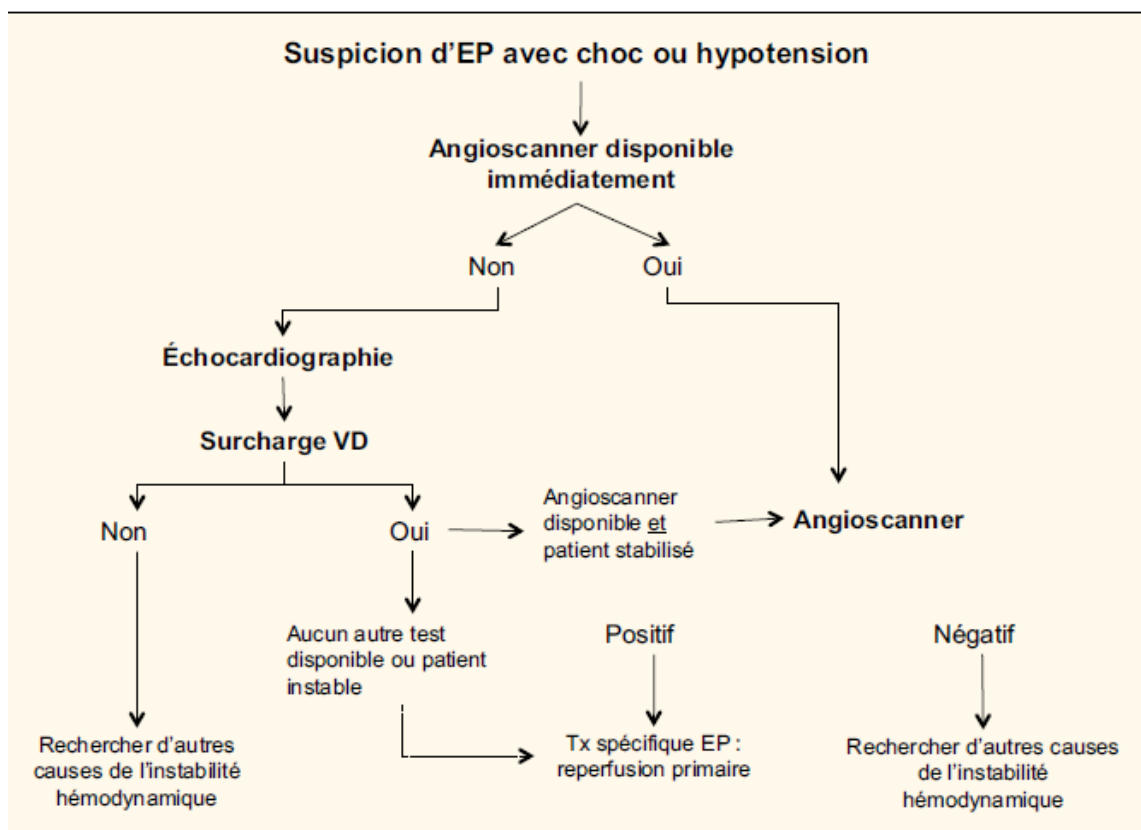 Suspicion d'EP avec choc ou hypotension
Angioscanner disponible
immédiatement
Non
Oui
Échocardiographie
Surcharge VD
Non
Oui
Angioscanner
disponible et
patient stabilisé
Angioscanner
Aucun autre test
disponible ou patient
instable
Positif
Négatif
Rechercher d'autres
causes de l'instabilité
hémodynamique
Tx spécifique EP :
reperfusion primaire
Rechercher d'autres causes
de l'instabilité
hémodynamique